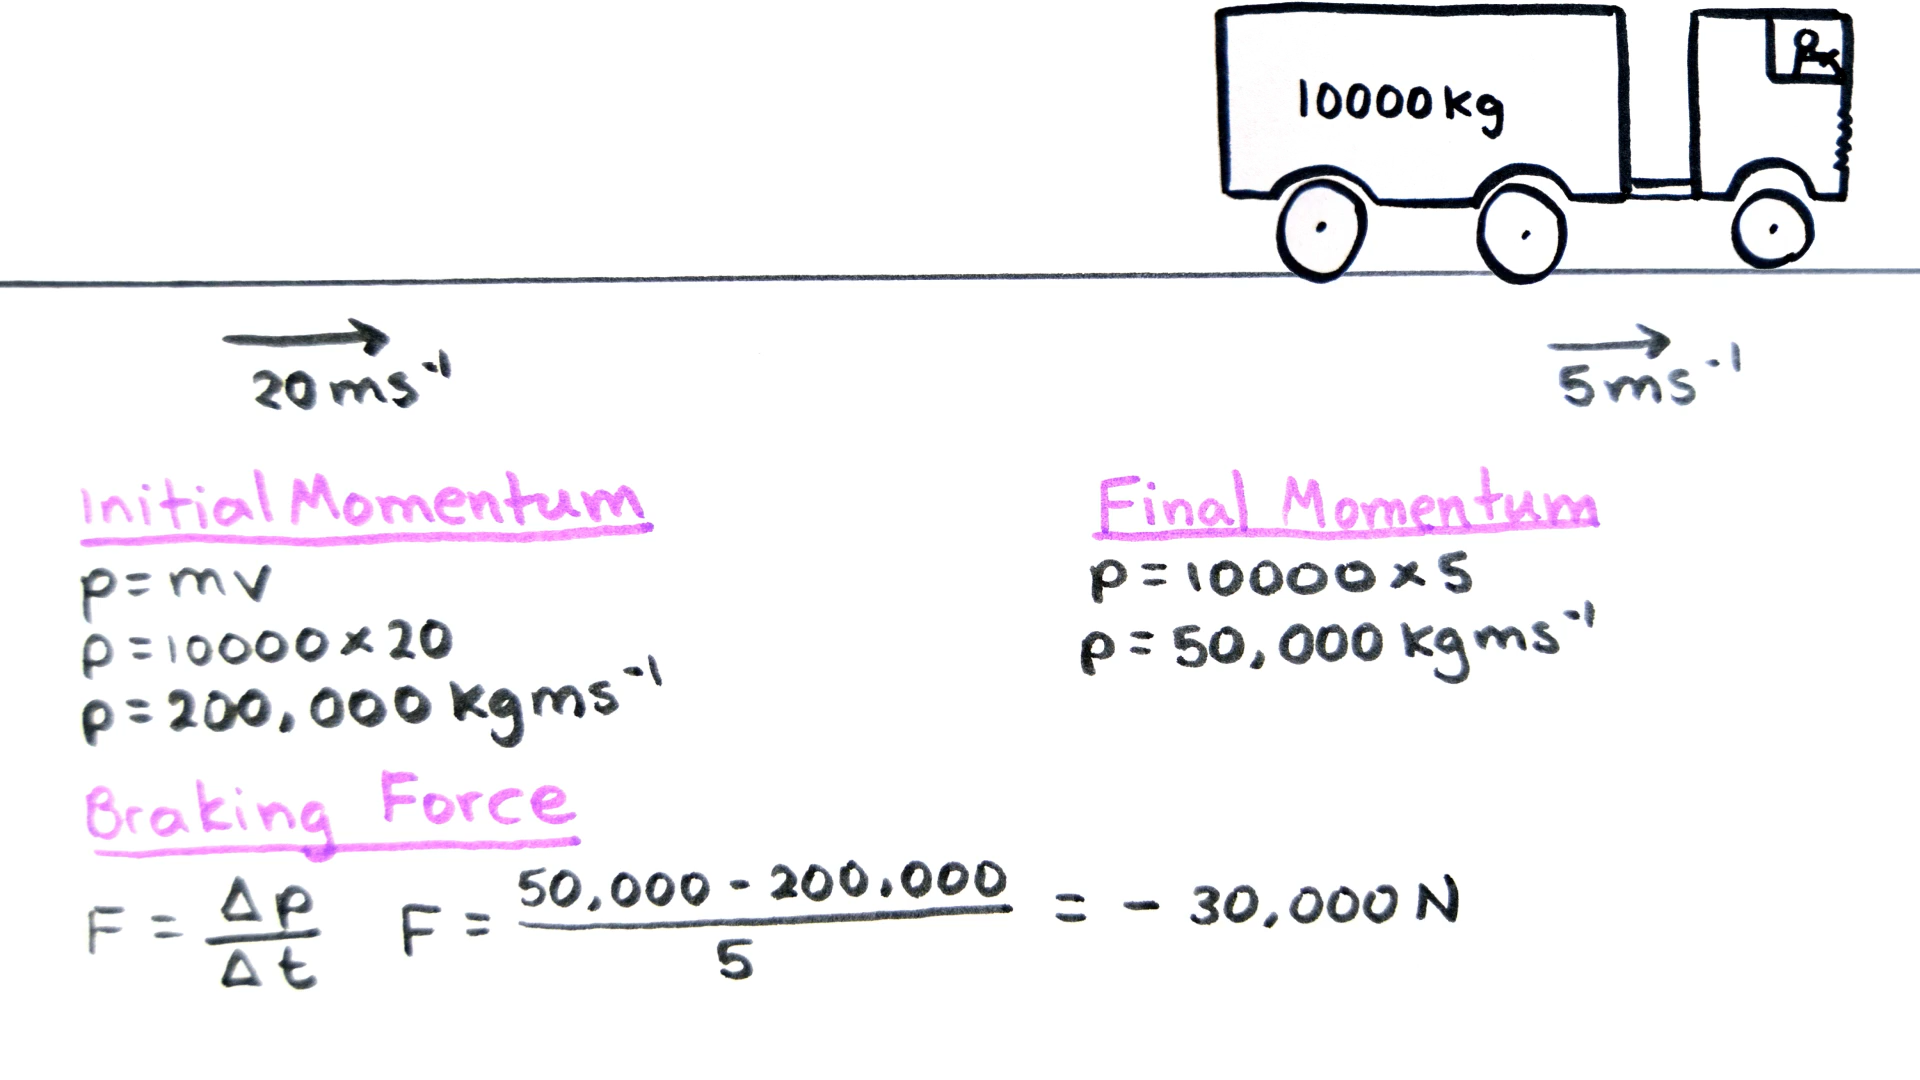 10000kg
20ms⁻¹
5ms⁻¹
Initial Momentum
p=mv
p=10000×20
p=200,000 kgms⁻¹
Final Momentum
p=10000×5
p=50,000 kgms⁻¹
Braking Force
F = Δp/Δt F = 50,000 - 200,000/5 = - 30,000N